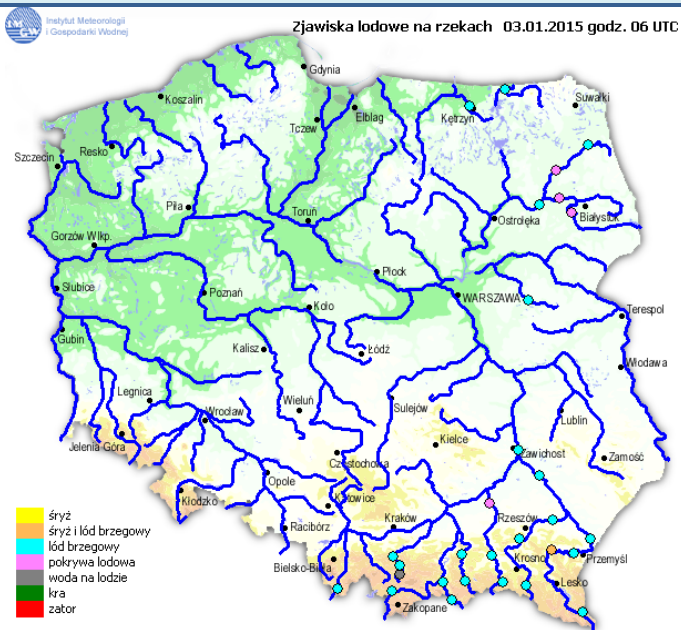 Instytut Meteorologii
i Gospodarki Wodnej
IMGW
Zjawiska lodowe na rzekach 03.01.2015 godz. 06 UTC
Gdynia
Koszalin
Suwałki
Elbląg
Kętrzyn
Tczew
Resko
Szczecin
Piła
Toruń
Ostrołęka
Białystok
Gorzów Wlkp.
Płock
Słubice
Poznań
WARSZAWA
Koło
Terespol
Gubin
Kalisz
Łódź
Włodawa
Legnica
Wieluń
Sulejów
Wrocław
Lublin
Jelenia Góra
Kielce
Zawichost
Częstochowa
Zamość
Opole
Kłodzko
Katowice
Racibórz
Kraków
Rzeszów
Bielsko-Biała
Krosno
Przemyśl
Lesko
Zakopane
śryż
śryż i lód brzegowy
lód brzegowy
pokrywa lodowa
woda na lodzie
kra
zator